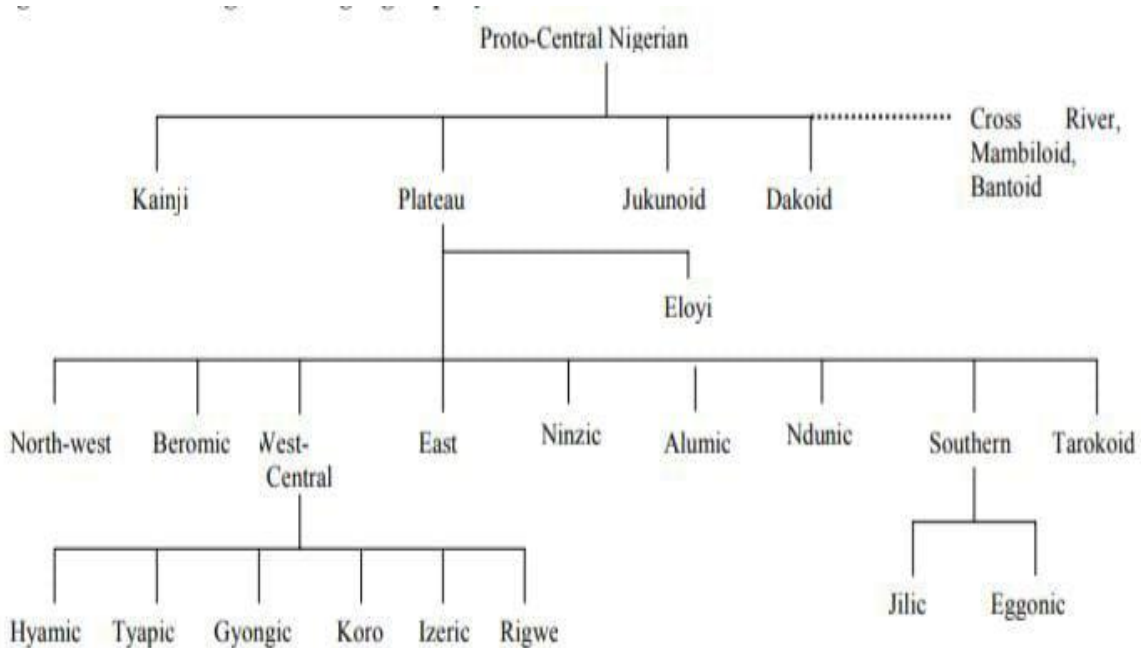 Proto-Central Nigerian
Cross River,
Mambiloid,
Bantoid
Kainji Plateau Jukunoid Dakoid
Eloyi
North-west Beromic West- East Ninzic Alumic Ndunic Southern Tarokoid
Central
Jilic Eggonic
Hyamic Tyapic Gyongic Koro Izeric Rigwe